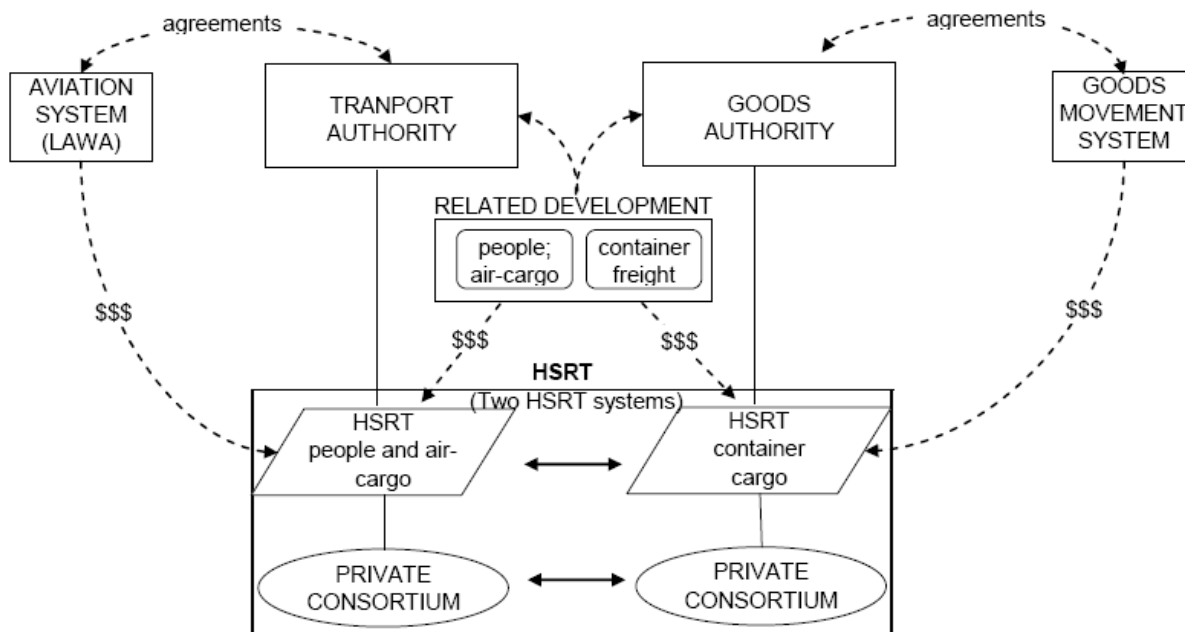 agreements
agreements
AVIATION
SYSTEM
(LAWA)
TRANPORT
AUTHORITY
GOODS
AUTHORITY
GOODS
MOVEMENT
SYSTEM
RELATED DEVELOPMENT
people;
air-cargo
container
freight
$$$
$$$
$$$
$$$
HSRT
(Two HSRT systems)
HSRT
people and air-
cargo
HSRT
container
cargo
PRIVATE
CONSORTIUM
PRIVATE
CONSORTIUM